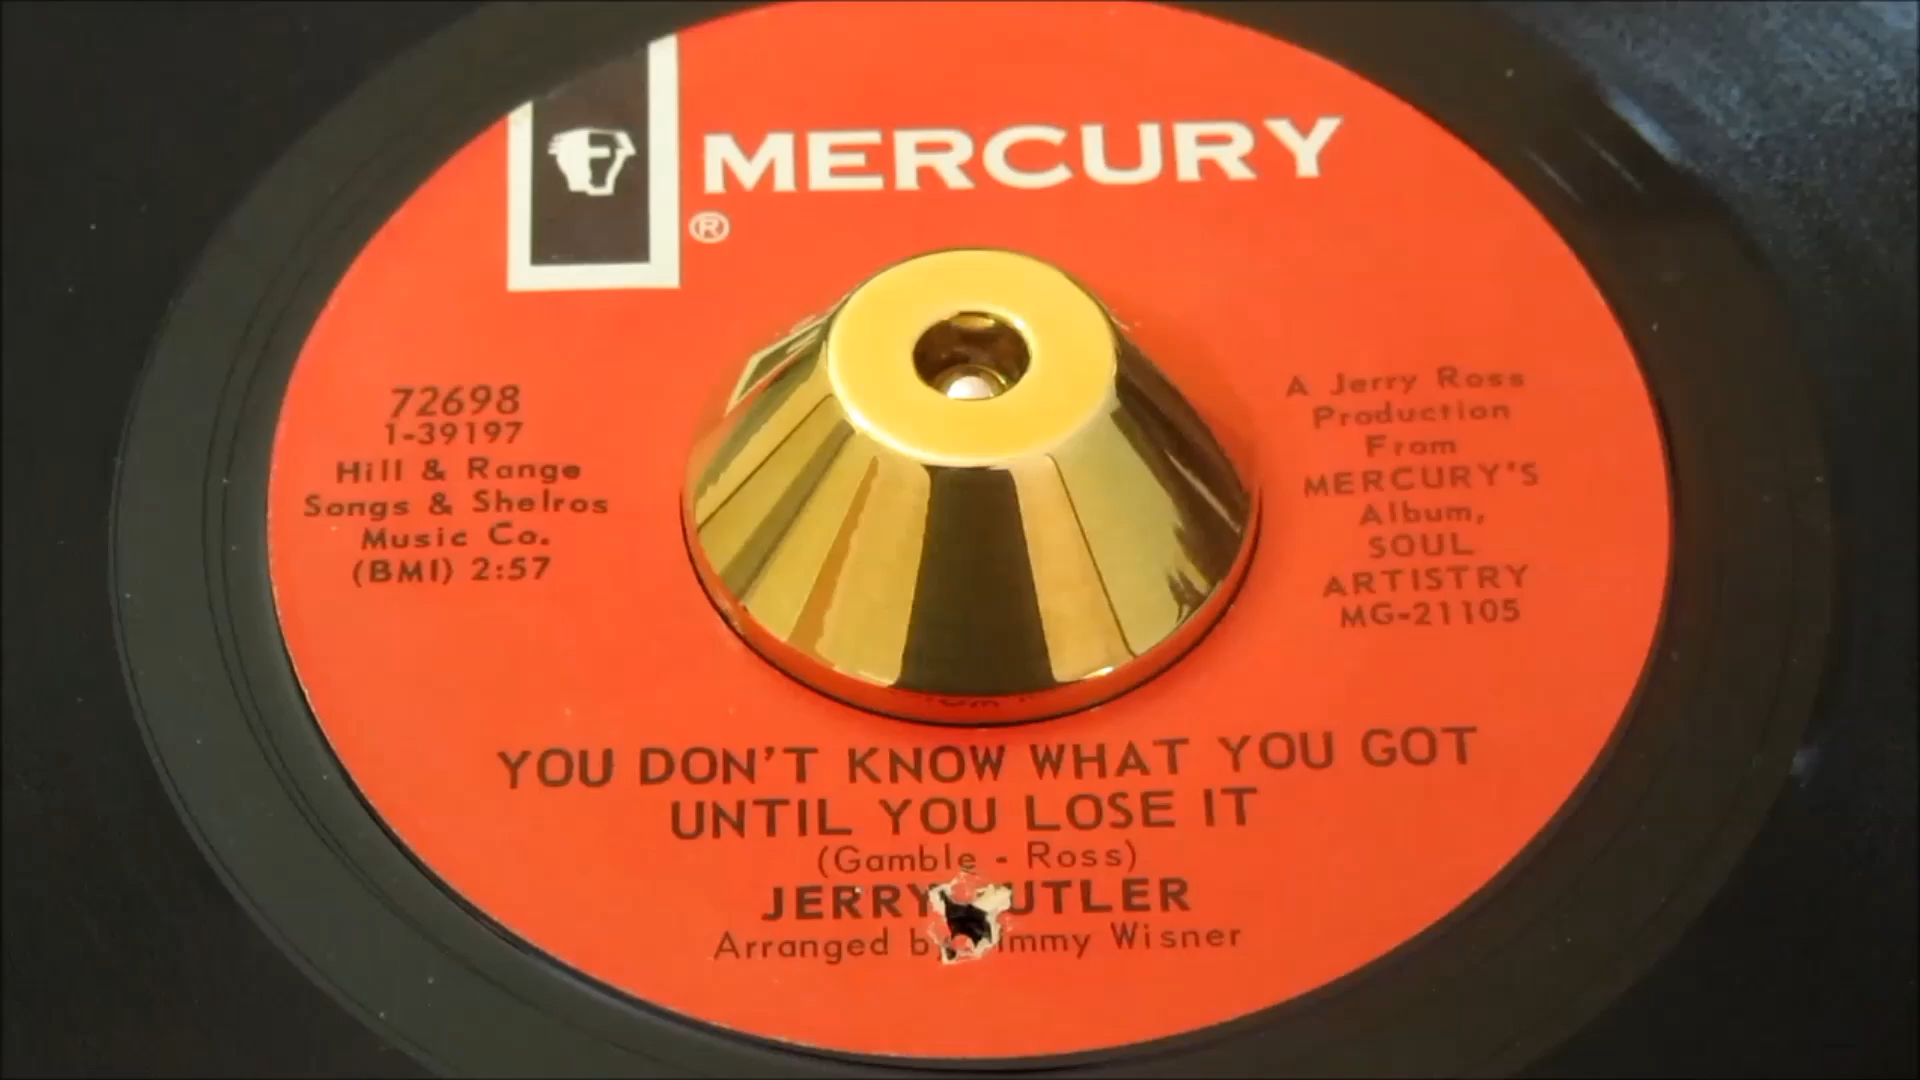 MERCURY
®
72698
1-39197
Hill & Range
Songs & Shelros
Music Co.
(BMI) 2:57
A Jerry Ross
Production
From
MERCURY'S
Album,
SOUL
ARTISTRY
MG-21105
YOU DON'T KNOW WHAT YOU GOT
UNTIL YOU LOSE IT
(Gamble - Ross)
JERRY UTLER
Arranged by immy Wisner